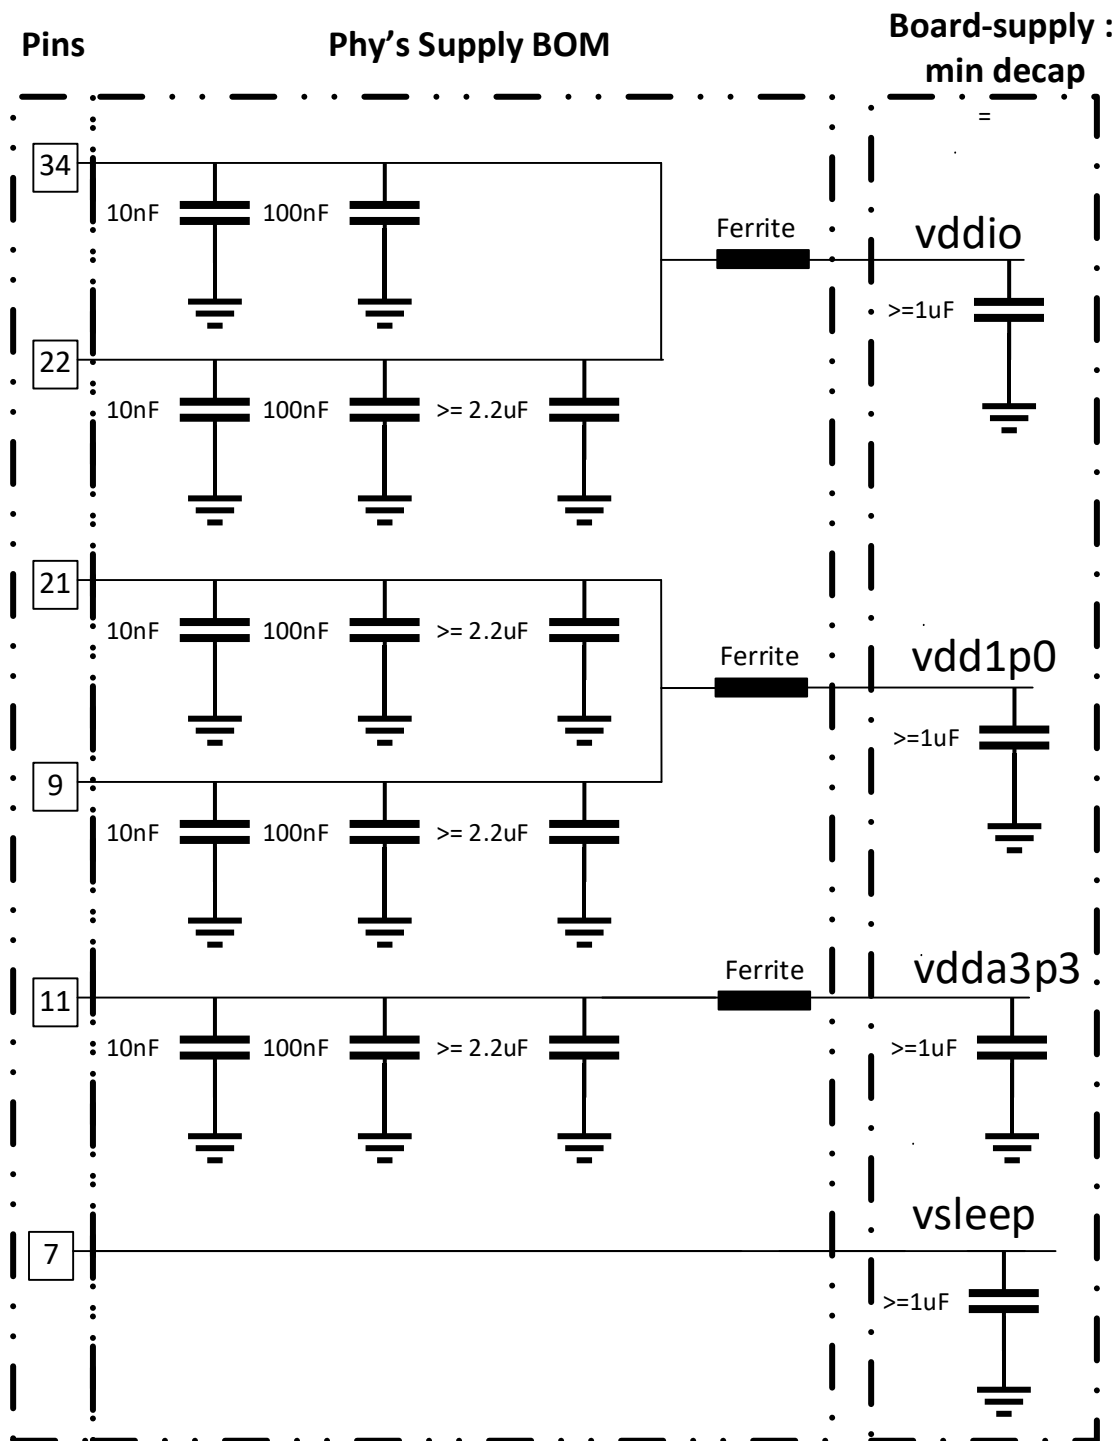 Pins
Phy's Supply BOM
Board-supply :
min decap
=
34
10nF
100nF
Ferrite
vddio
>=1uF
22
10nF
100nF
>= 2.2uF
21
10nF
100nF
>= 2.2uF
Ferrite
vdd1p0
>=1uF
9
10nF
100nF
>= 2.2uF
11
Ferrite
vdda3p3
10nF
100nF
>= 2.2uF
>=1uF
7
vsleep
>=1uF